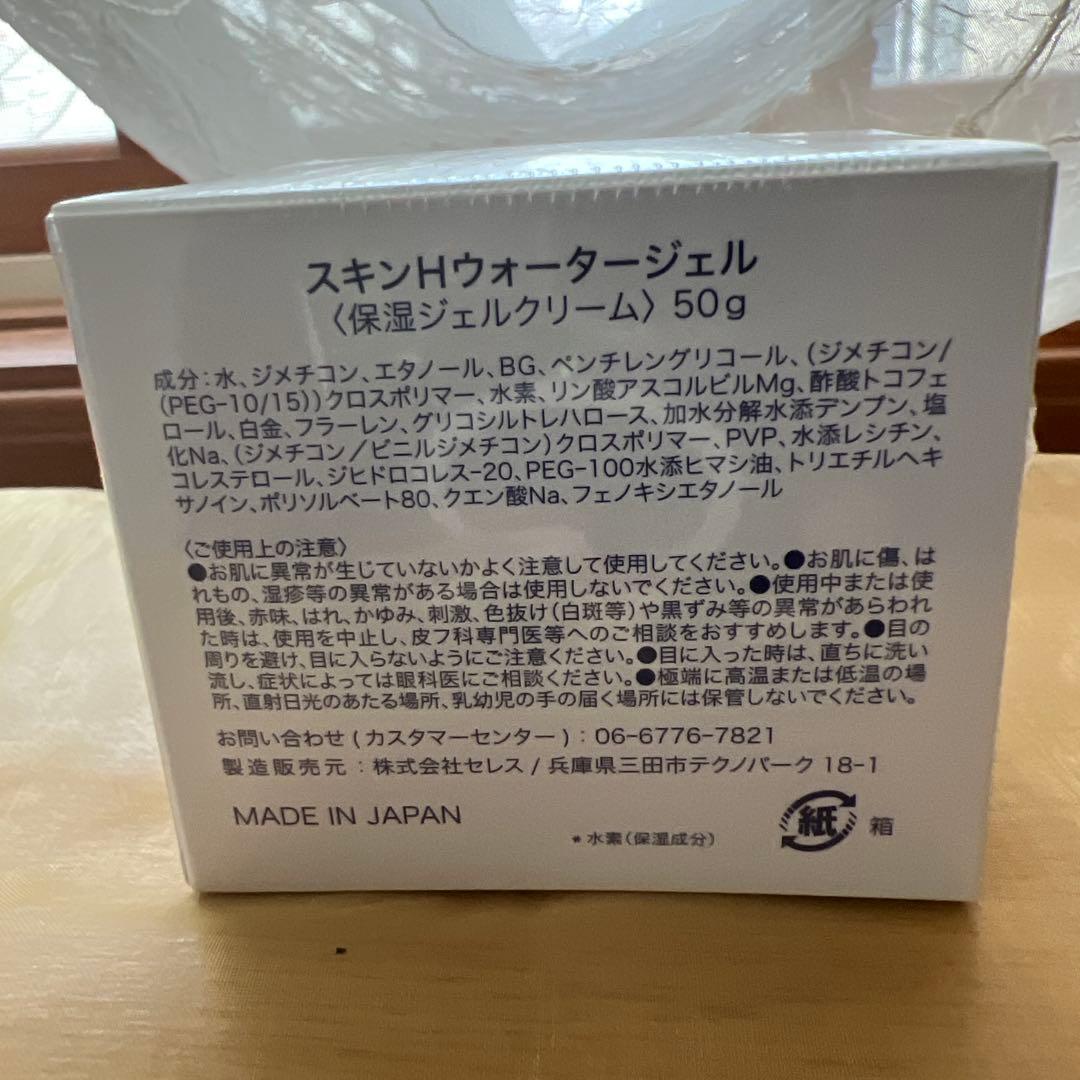 スキンHウォータージェル
〈保湿ジェルクリーム〉50g
成分:水、ジメチコン、エタノール、BG、ペンチレングリコール、(ジメチコン/
(PEG-10/15))クロスポリマー、水素、リン酸アスコルビルMg、酢酸トコフェ
ロール、白金、フラーレン、グリコシルトレハロース、加水分解水添デンプン、塩
化Na、(ジメチコン/ビニルジメチコン)クロスポリマー、PVP、水添レシチン、
コレステロール、ジヒドロコレス-20、PEG-100水添ヒマシ油、トリエチルヘキ
サノイン、ポリソルベート80、クエン酸Na、フェノキシエタノール
〈ご使用上の注意〉
●お肌に異常が生じていないかよく注意して使用してください。●お肌に傷、は
れもの、湿疹等の異常がある場合は使用しないでください。●使用中または使
用後、赤味、はれ、かゆみ、刺激、色抜け(白斑等)や黒ずみ等の異常があらわれ
た時は、使用を中止し、皮フ科専門医等へのご相談をおすすめします。●目の
周りを避け、目に入らないようにご注意ください。●目に入った時は、直ちに洗い
流し、症状によっては眼科医にご相談ください。●極端に高温または低温の場
所、直射日光のあたる場所、乳幼児の手の届く場所には保管しないでください。
お問い合わせ(カスタマーセンター):06-6776-7821
製造販売元:株式会社セレス/兵庫県三田市テクノパーク18-1
MADE IN JAPAN
*水素(保湿成分)
紙 箱